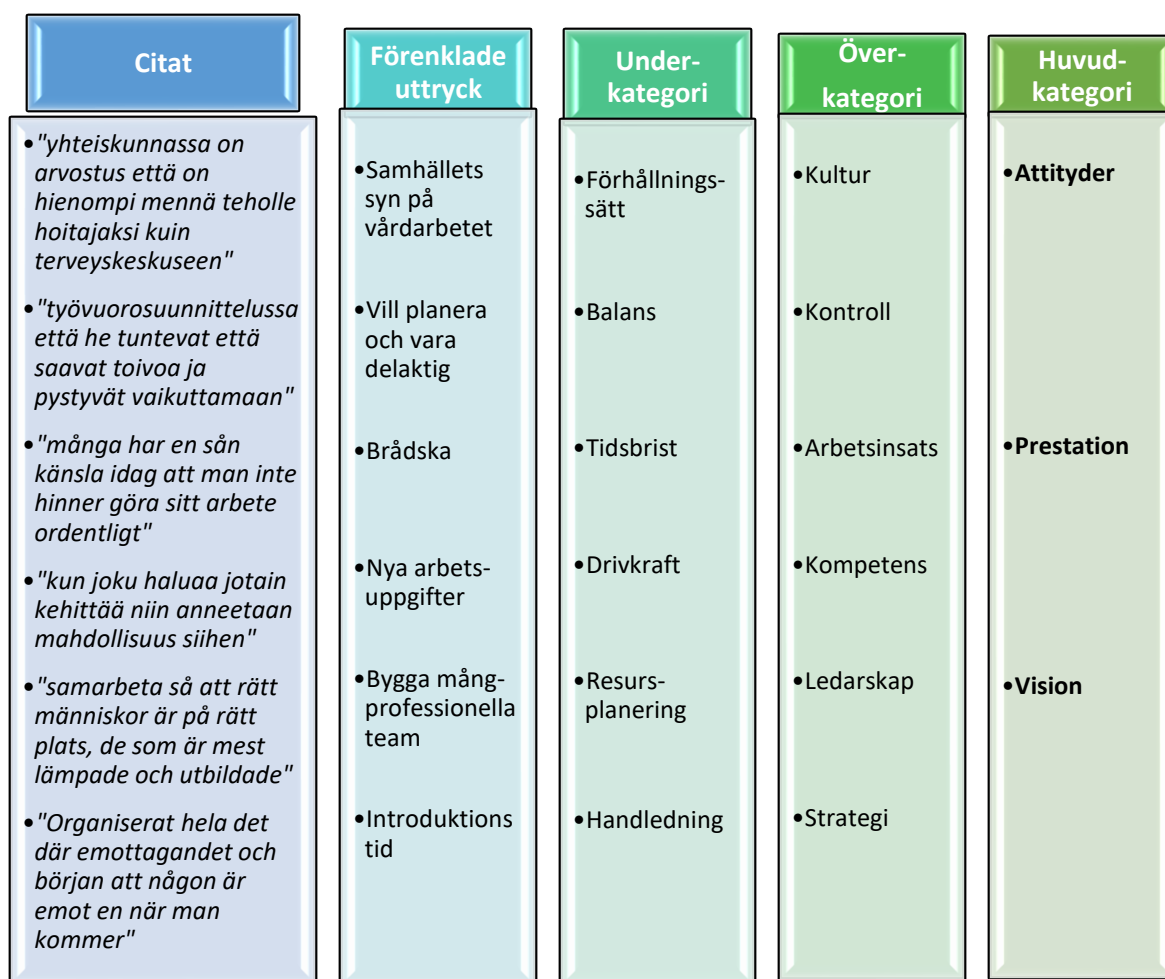 Citat
•"yhteiskunnassa on
arvostus että on
hienompi mennä teholle
hoitajaksi kuin
terveyskeskuseen"
•"työvuorosuunnittelussa
että he tuntevat että
saavat toivoa ja
pystyvät vaikuttamaan"
•"många har en sån
känsla idag att man inte
hinner göra sitt arbete
ordentligt"
•"kun joku haluaa jotain
kehittää niin anneetaan
mahdollisuus siihen"
•"samarbeta så att rätt
människor är på rätt
plats, de som är mest
lämpade och utbildade"
•"Organiserat hela det
där emottagandet och
början att någon är
emot en när man
kommer"
Förenklade
uttryck
•Samhällets
syn på
vårdarbetet
•Vill planera
och vara
delaktig
•Brådska
•Nya arbets-
uppgifter
•Bygga mång-
professionella
team
•Introduktions
tid
Under-
kategori
•Förhållnings-
sätt
•Balans
•Tidsbrist
•Drivkraft
•Resurs-
planering
•Handledning
Över-
kategori
•Kultur
•Kontroll
•Arbetsinsats
•Kompetens
•Ledarskap
•Strategi
Huvud-
kategori
•Attityder
•Prestation
•Vision